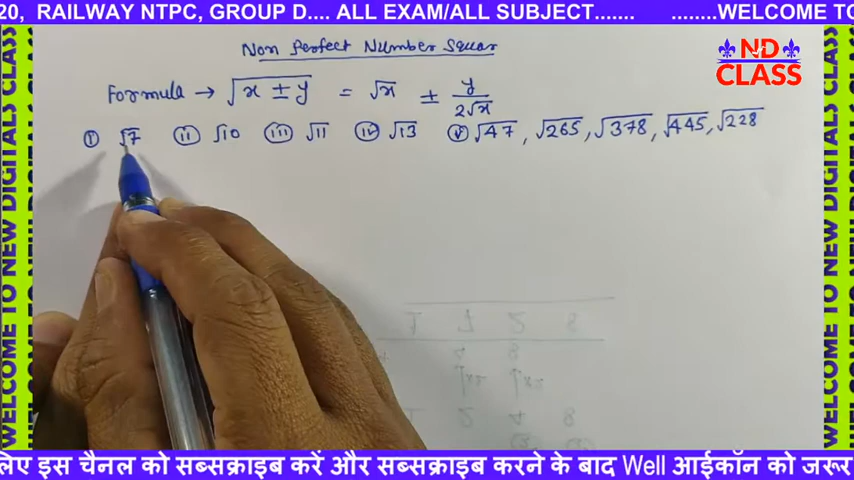 20, RAILWAY NTPC, GROUP D.... ALL EXAM/ALL SUBJECT....... ........WELCOME TO
Non Perfect Number Squar
ND
CLASS
Formula → √(x ± y) = √x ± y/(2√x)
(i) √7 (ii) √10 (iii) √11 (iv) √13 (v) √47, √265, √378, √445, √228
WELCOME TO NEW DIGITALS CLASS
WELCOME TO NEW DIGITALS CLASS
लिए इस चैनल को सब्सक्राइब करें और सब्सक्राइब करने के बाद Well आईकॉन को जरूर